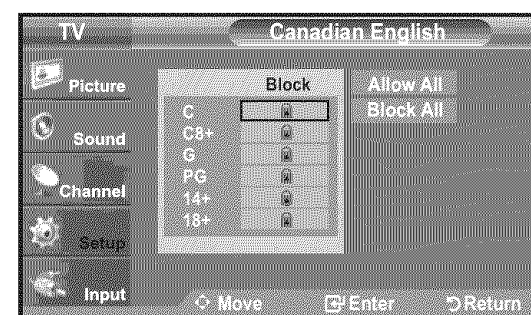 TV
Canadian English
Picture
Sound
Channel
Setup
Input
Block
C
C8+
G
PG
14+
18+
Allow All
Block All
Move
Enter
Return